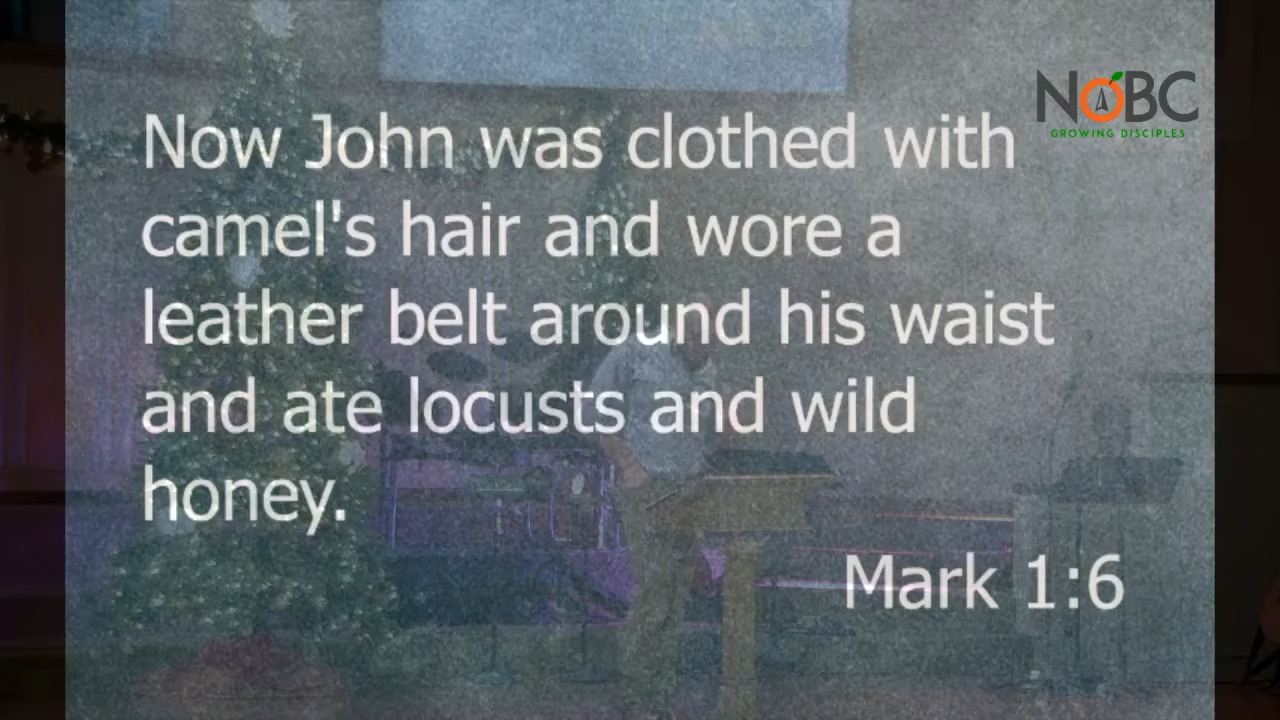 NOBC
GROWING DISCIPLES
Now John was clothed with
camel's hair and wore a
leather belt around his waist
and ate locusts and wild
honey.
Mark 1:6